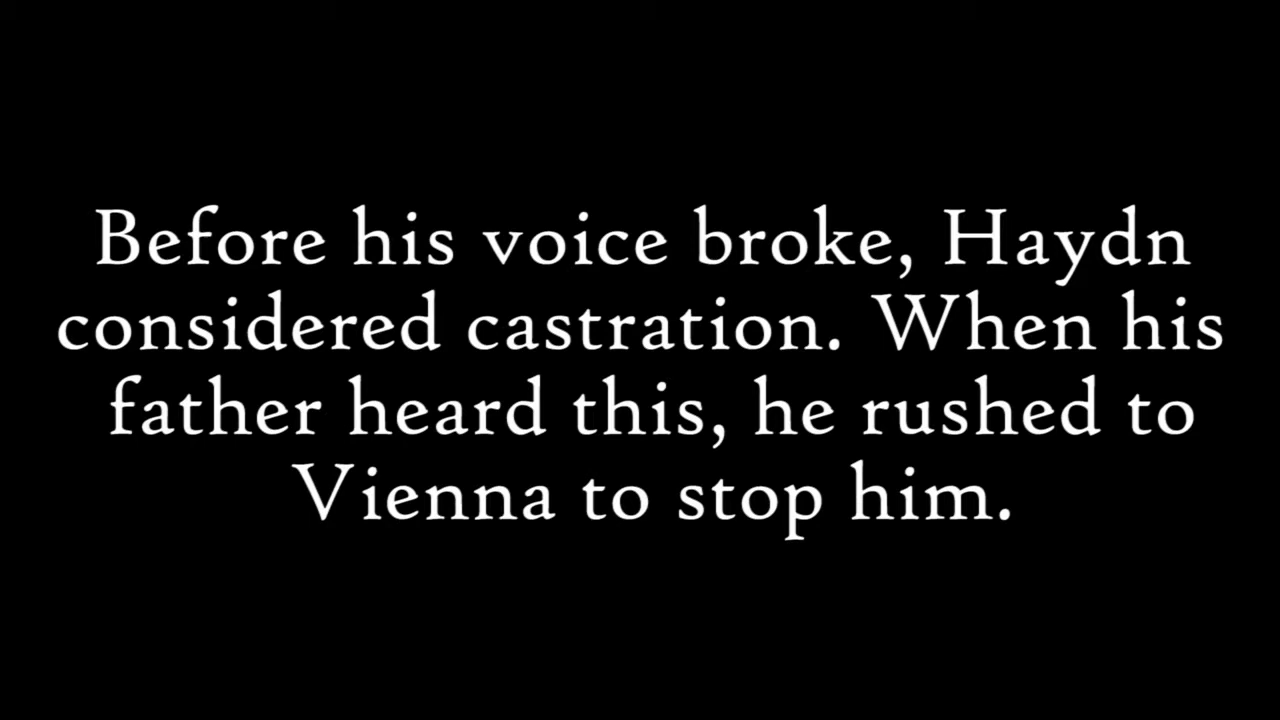 Before his voice broke, Haydn
considered castration. When his
father heard this, he rushed to
Vienna to stop him.